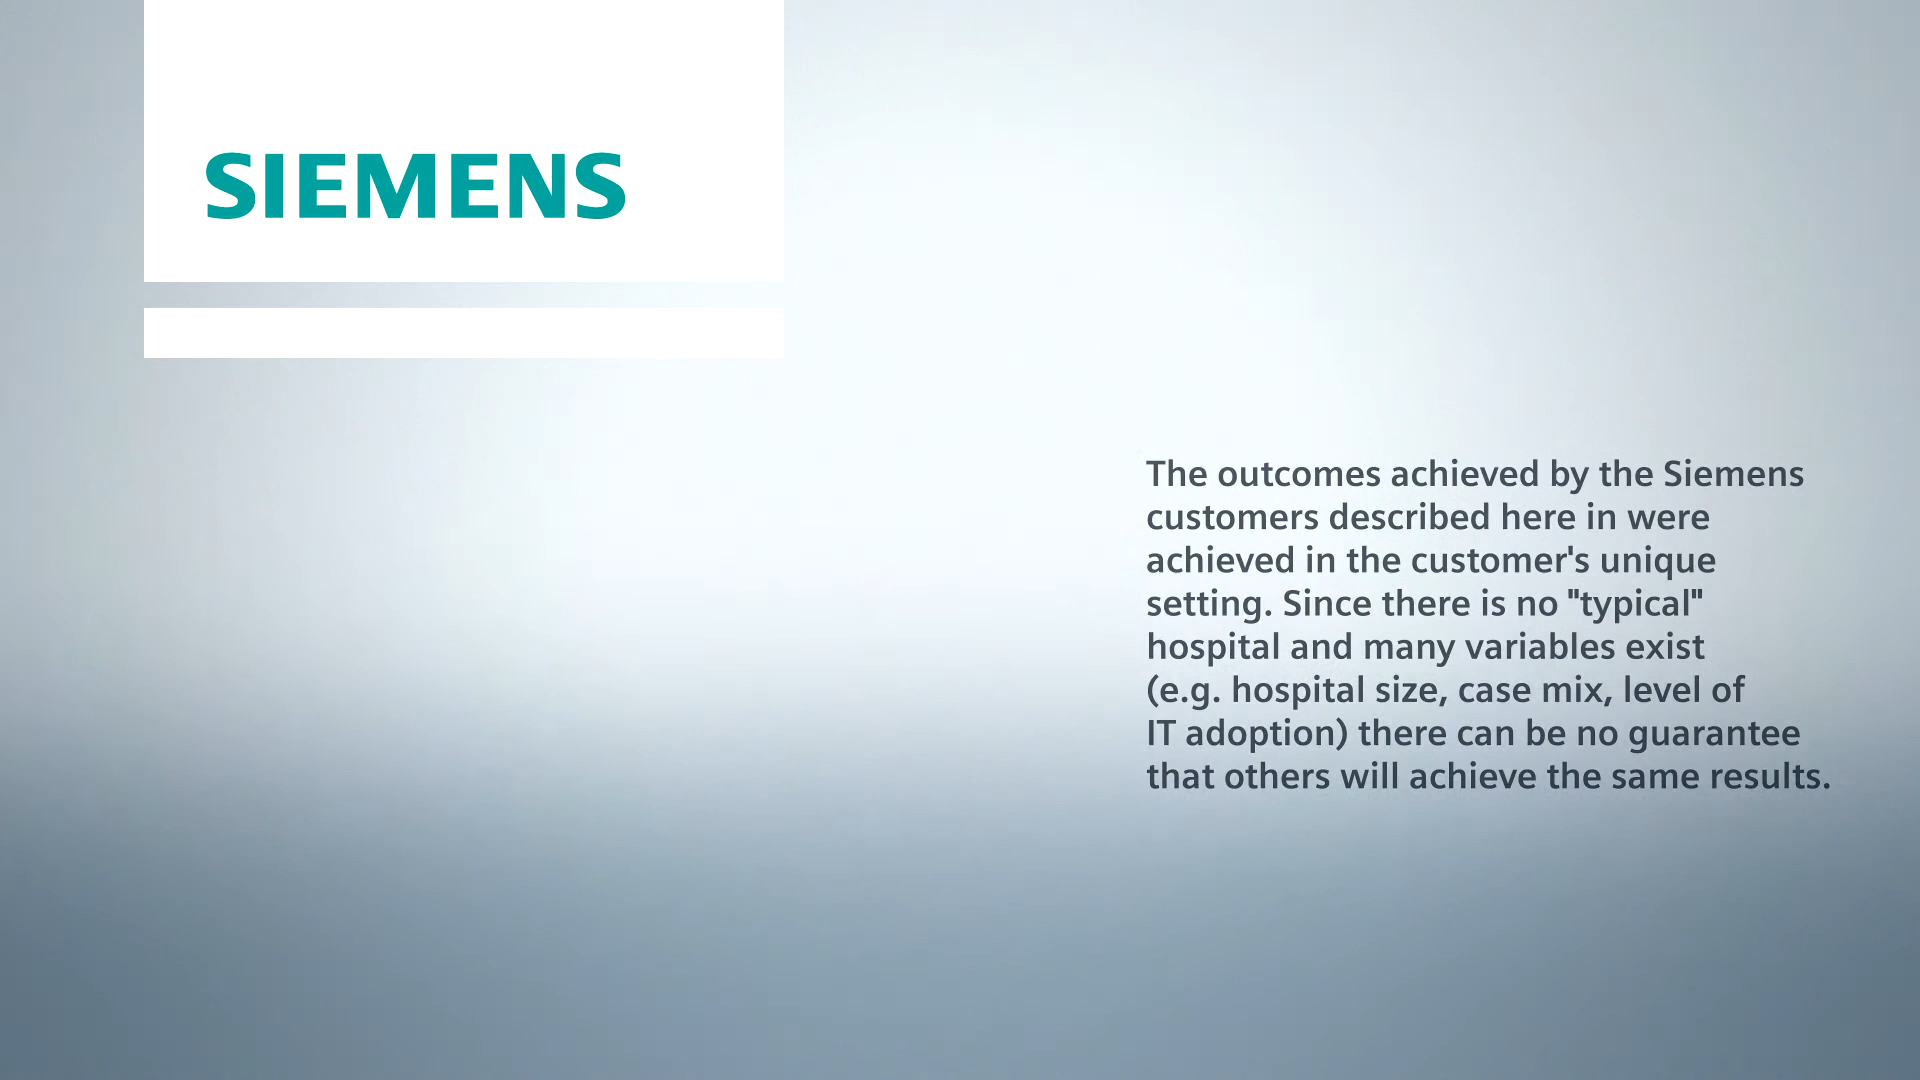 SIEMENS
The outcomes achieved by the Siemens
customers described here in were
achieved in the customer's unique
setting. Since there is no "typical"
hospital and many variables exist
(e.g. hospital size, case mix, level of
IT adoption) there can be no guarantee
that others will achieve the same results.